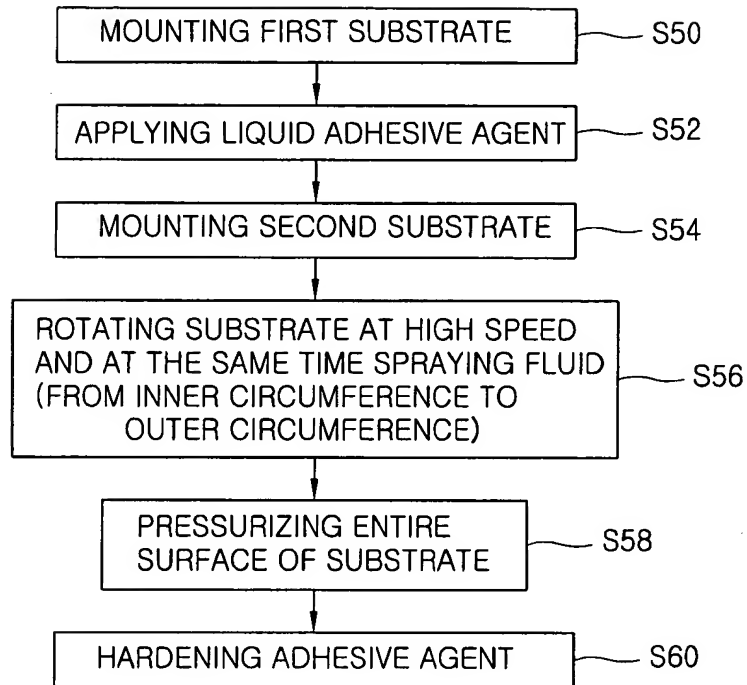 MOUNTING FIRST SUBSTRATE S50
APPLYING LIQUID ADHESIVE AGENT S52
MOUNTING SECOND SUBSTRATE S54
ROTATING SUBSTRATE AT HIGH SPEED
AND AT THE SAME TIME SPRAYING FLUID
(FROM INNER CIRCUMFERENCE TO
OUTER CIRCUMFERENCE)
S56
PRESSURIZING ENTIRE
SURFACE OF SUBSTRATE
S58
HARDENING ADHESIVE AGENT S60